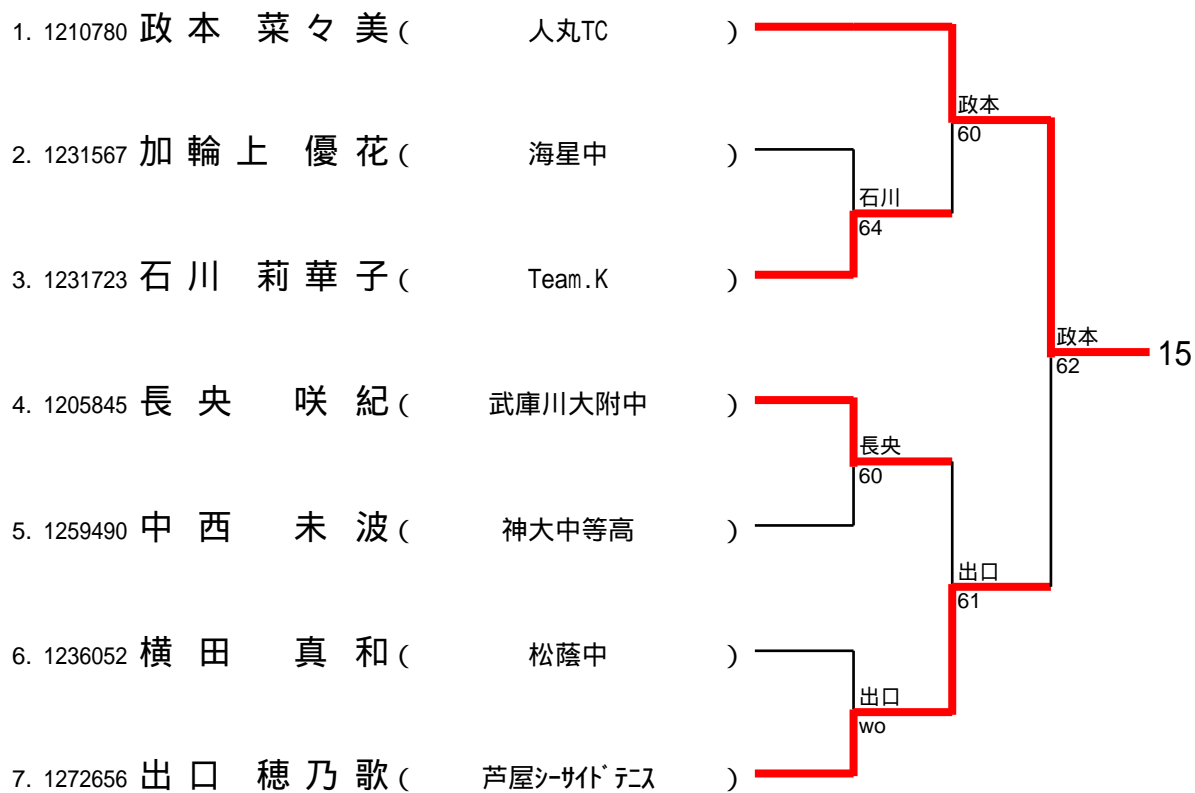 1. 1210780 政本 菜々美 ( 人丸TC )
政本
60
2. 1231567 加輪上 優花 ( 海星中 )
石川
64
3. 1231723 石川 莉華子 ( Team.K )
政本
62
15
4. 1205845 長央 咲紀 ( 武庫川大附中 )
長央
60
5. 1259490 中西 未波 ( 神大中等高 )
出口
61
6. 1236052 横田 真和 ( 松蔭中 )
出口
wo
7. 1272656 出口 穂乃歌 ( 芦屋ｼｰｻｲﾄﾞﾃﾆｽ )